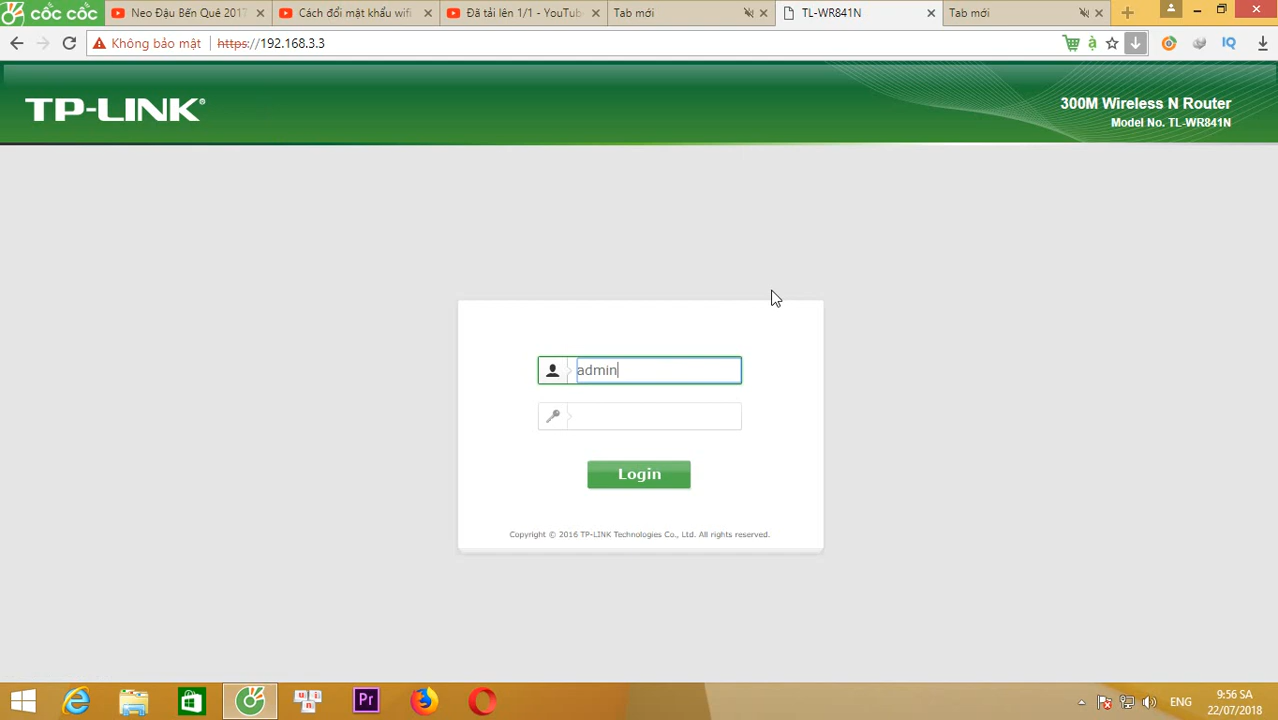 cốc cốc
Neo Đậu Bến Quê 2017
Cách đổi mật khẩu wifi
Đã tải lên 1/1 - YouTube
Tab mới
TL-WR841N
Tab mới
Không bảo mật
https://192.168.3.3
ạ
IQ
TP-LINK®
300M Wireless N Router
Model No. TL-WR841N
admin
Login
Copyright © 2016 TP-LINK Technologies Co., Ltd. All rights reserved.
Pr
ENG
9:56 SA
22/07/2018